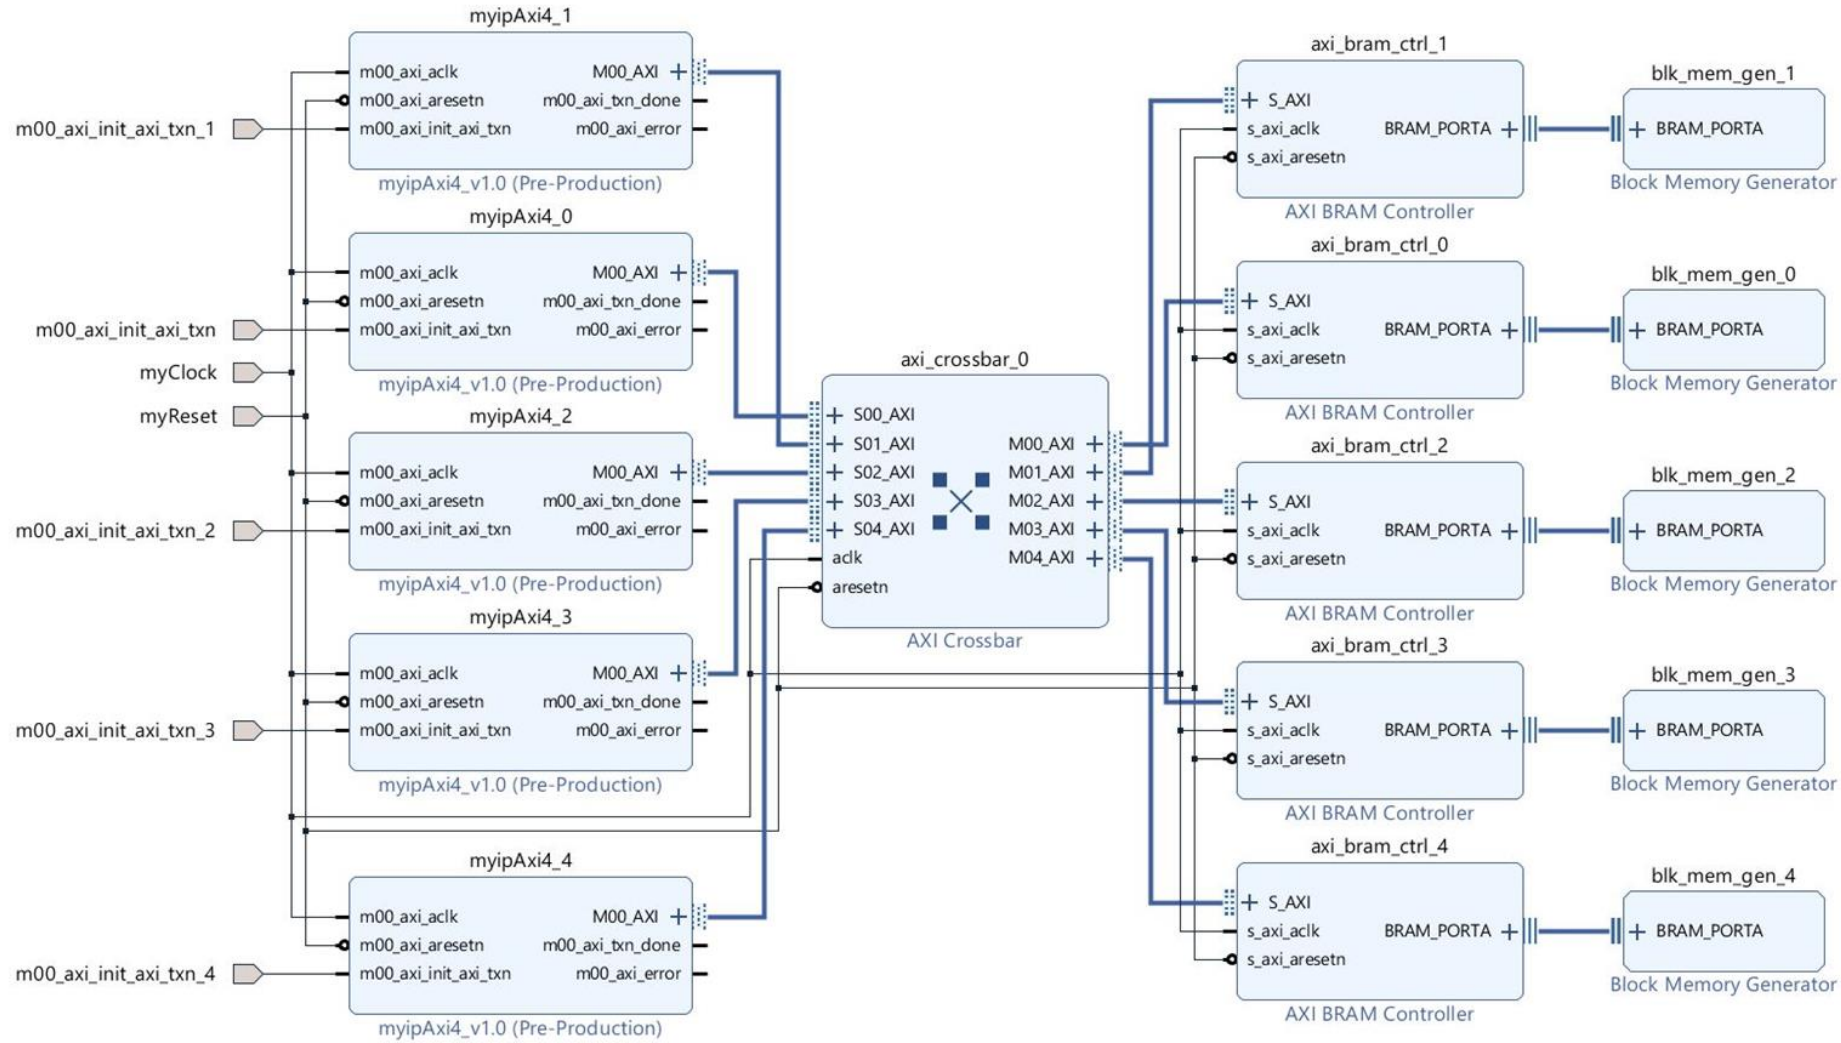 myipAxi4_1
m00_axi_aclk
M00_AXI
m00_axi_aresetn
m00_axi_txn_done
m00_axi_init_axi_txn_1
m00_axi_init_axi_txn
m00_axi_error
myipAxi4_v1.0 (Pre-Production)
myipAxi4_0
m00_axi_aclk
M00_AXI
m00_axi_aresetn
m00_axi_txn_done
m00_axi_init_axi_txn
m00_axi_init_axi_txn
m00_axi_error
myClock
myipAxi4_v1.0 (Pre-Production)
myReset
myipAxi4_2
m00_axi_aclk
M00_AXI
m00_axi_aresetn
m00_axi_txn_done
m00_axi_init_axi_txn_2
m00_axi_init_axi_txn
m00_axi_error
myipAxi4_v1.0 (Pre-Production)
myipAxi4_3
m00_axi_aclk
M00_AXI
m00_axi_aresetn
m00_axi_txn_done
m00_axi_init_axi_txn_3
m00_axi_init_axi_txn
m00_axi_error
myipAxi4_v1.0 (Pre-Production)
myipAxi4_4
m00_axi_aclk
M00_AXI
m00_axi_aresetn
m00_axi_txn_done
m00_axi_init_axi_txn_4
m00_axi_init_axi_txn
m00_axi_error
myipAxi4_v1.0 (Pre-Production)
axi_crossbar_0
S00_AXI
S01_AXI
S02_AXI
S03_AXI
S04_AXI
aclk
aresetn
M00_AXI
M01_AXI
M02_AXI
M03_AXI
M04_AXI
AXI Crossbar
axi_bram_ctrl_1
S_AXI
s_axi_aclk
BRAM_PORTA
s_axi_aresetn
AXI BRAM Controller
blk_mem_gen_1
BRAM_PORTA
Block Memory Generator
axi_bram_ctrl_0
S_AXI
s_axi_aclk
BRAM_PORTA
s_axi_aresetn
AXI BRAM Controller
blk_mem_gen_0
BRAM_PORTA
Block Memory Generator
axi_bram_ctrl_2
S_AXI
s_axi_aclk
BRAM_PORTA
s_axi_aresetn
AXI BRAM Controller
blk_mem_gen_2
BRAM_PORTA
Block Memory Generator
axi_bram_ctrl_3
S_AXI
s_axi_aclk
BRAM_PORTA
s_axi_aresetn
AXI BRAM Controller
blk_mem_gen_3
BRAM_PORTA
Block Memory Generator
axi_bram_ctrl_4
S_AXI
s_axi_aclk
BRAM_PORTA
s_axi_aresetn
AXI BRAM Controller
blk_mem_gen_4
BRAM_PORTA
Block Memory Generator